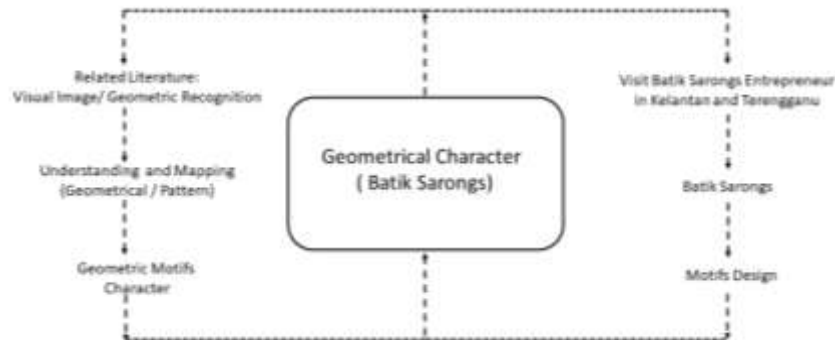 Related Literature:
Visual Image/ Geometric Recognition
Understanding and Mapping
(Geometrical / Pattern)
Geometric Motifs
Character
Geometrical Character
( Batik Sarongs)
Visit Batik Sarongs Entrepreneur
in Kelantan and Terengganu
Batik Sarongs
Motifs Design